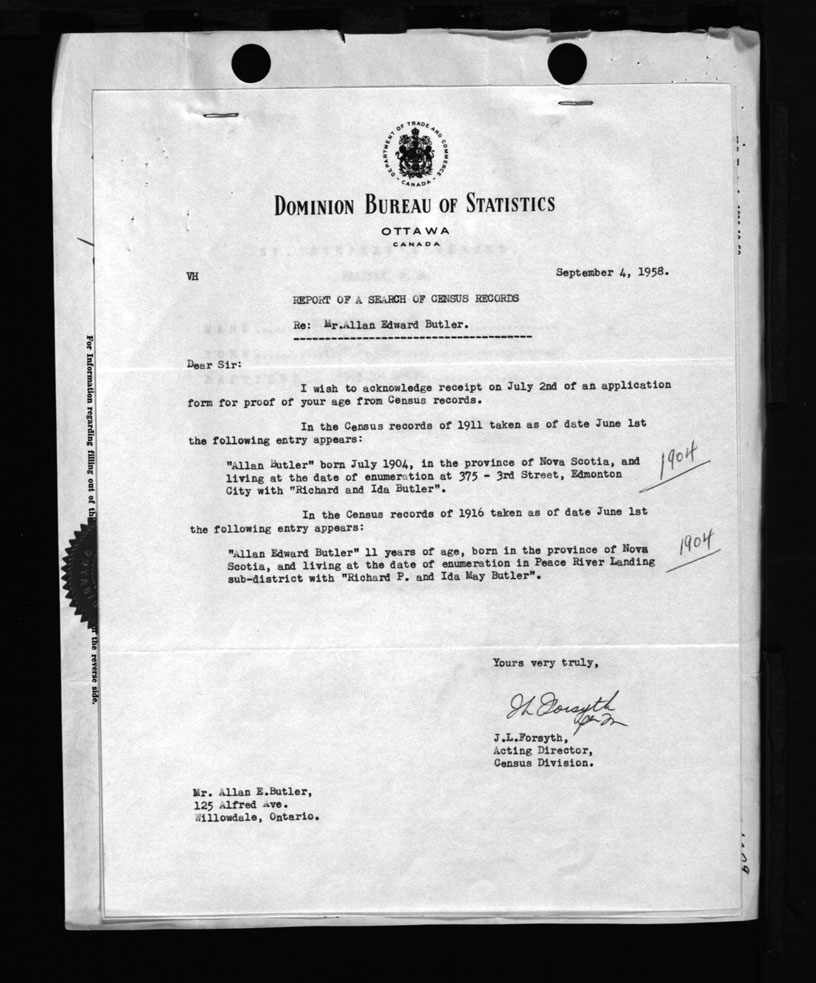 DEPARTMENT OF TRADE AND COMMERCE
CANADA
DOMINION BUREAU OF STATISTICS
OTTAWA
CANADA
VH
September 4, 1958.
REPORT OF A SEARCH OF CENSUS RECORDS
Re: Mr.Allan Edward Butler.
Dear Sir:
I wish to acknowledge receipt on July 2nd of an application
form for proof of your age from Census records.
In the Census records of 1911 taken as of date June 1st
the following entry appears:
"Allan Butler" born July 1904, in the province of Nova Scotia, and
living at the date of enumeration at 375 - 3rd Street, Edmonton
City with "Richard and Ida Butler".
1904
In the Census records of 1916 taken as of date June 1st
the following entry appears:
"Allan Edward Butler" 11 years of age, born in the province of Nova
Scotia, and living at the date of enumeration in Peace River Landing
sub-district with "Richard P. and Ida May Butler".
1904
Yours very truly,
J L Forsyth
J.L.Forsyth,
Acting Director,
Census Division.
Mr. Allan E.Butler,
125 Alfred Ave.
Willowdale, Ontario.
For Information regarding filling out of
the reverse side.